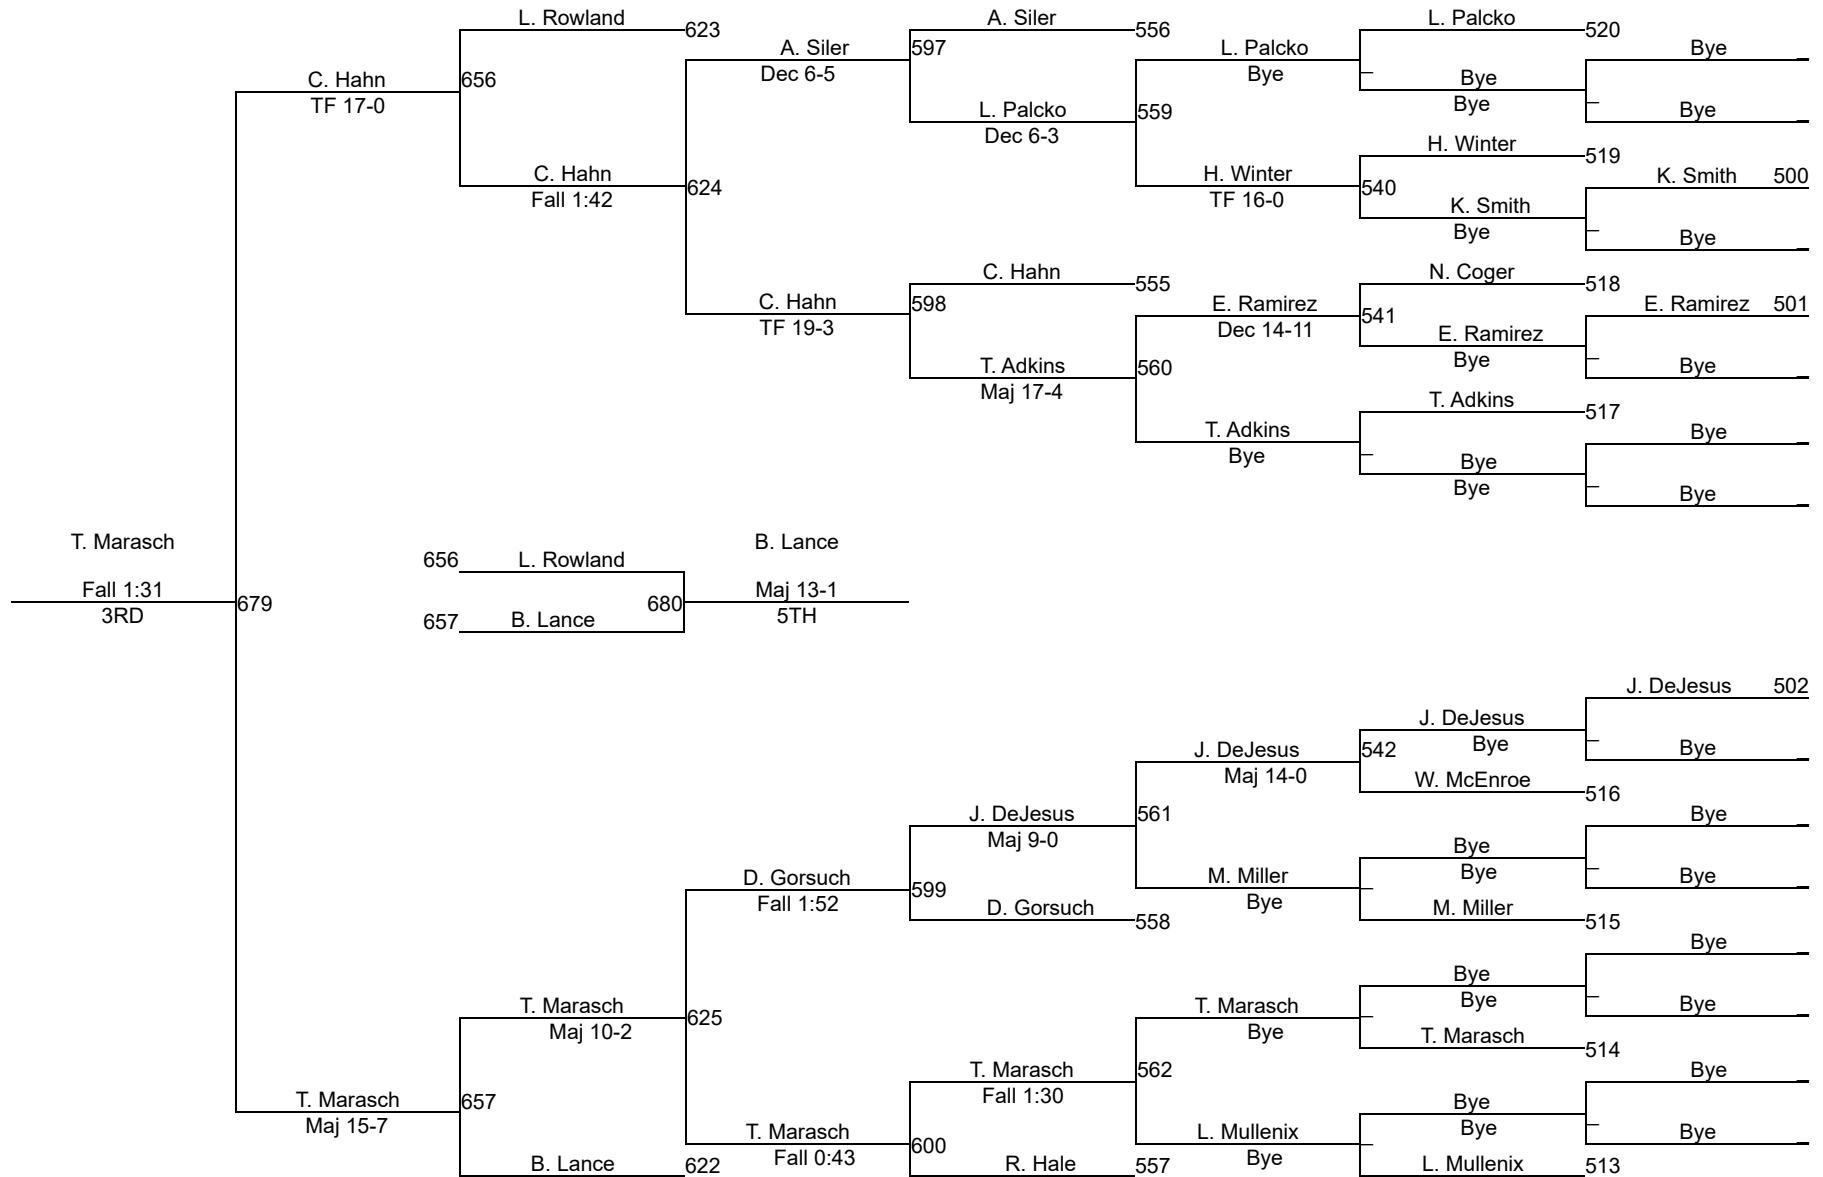 L. Rowland
623
C. Hahn
TF 17-0
656
C. Hahn
Fall 1:42
A. Siler
Dec 6-5
624
C. Hahn
TF 19-3
A. Siler
556
597
L. Palcko
Dec 6-3
C. Hahn
555
598
T. Adkins
Maj 17-4
L. Palcko
Bye
559
H. Winter
TF 16-0
E. Ramirez
Dec 14-11
560
T. Adkins
Bye
L. Palcko
520
Bye
Bye
H. Winter
519
540
K. Smith
Bye
N. Coger
518
541
E. Ramirez
Bye
T. Adkins
517
Bye
Bye
Bye
Bye
K. Smith 500
Bye
E. Ramirez 501
Bye
Bye
Bye
T. Marasch
Fall 1:31
3RD
679
656 L. Rowland
657 B. Lance
680
B. Lance
Maj 13-1
5TH
T. Marasch
Maj 15-7
657
T. Marasch
Maj 10-2
B. Lance
622
D. Gorsuch
Fall 1:52
625
T. Marasch
Fall 0:43
J. DeJesus
Maj 9-0
599
D. Gorsuch
558
T. Marasch
Fall 1:30
600
R. Hale
557
J. DeJesus
Maj 14-0
561
M. Miller
Bye
T. Marasch
Bye
562
L. Mullenix
Bye
J. DeJesus
Bye
542
W. McEnroe
516
Bye
Bye
M. Miller
515
Bye
Bye
T. Marasch
514
Bye
Bye
L. Mullenix
513
J. DeJesus 502
Bye
Bye
Bye
Bye
Bye
Bye
Bye